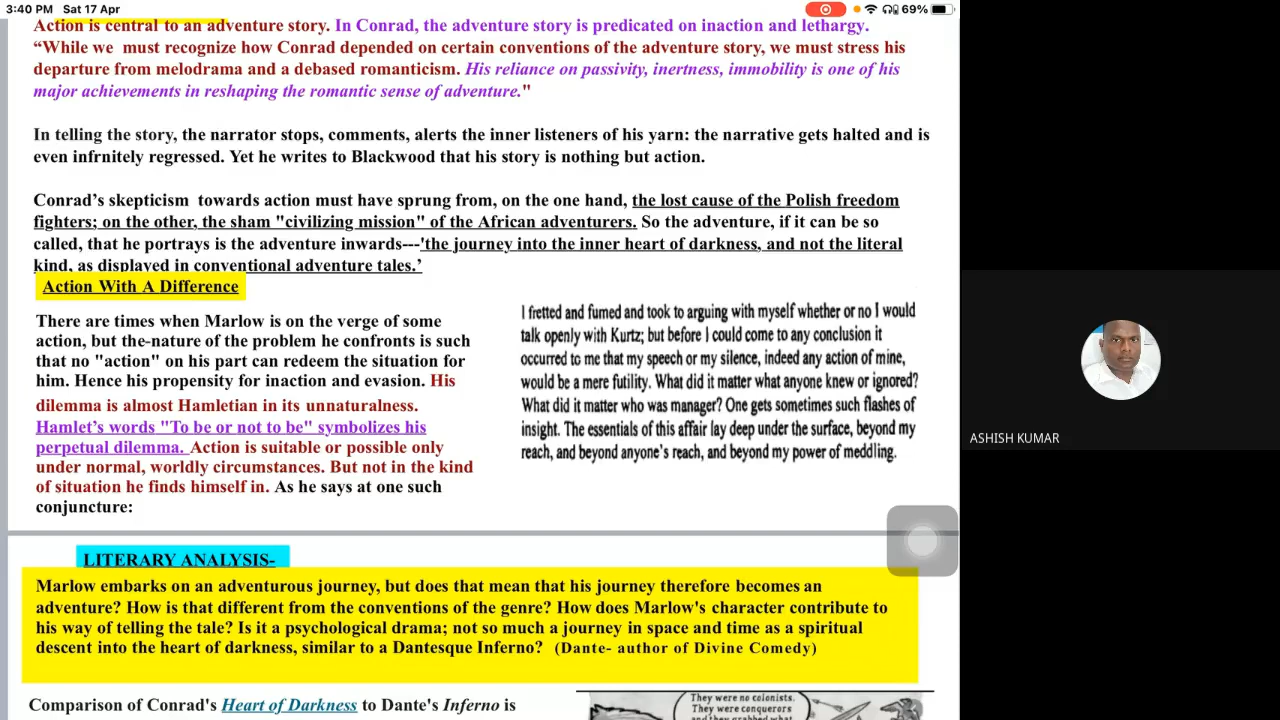 3:40 PM Sat 17 Apr
69%
Action is central to an adventure story. In Conrad, the adventure story is predicated on inaction and lethargy.
“While we must recognize how Conrad depended on certain conventions of the adventure story, we must stress his
departure from melodrama and a debased romanticism. His reliance on passivity, inertness, immobility is one of his
major achievements in reshaping the romantic sense of adventure."
In telling the story, the narrator stops, comments, alerts the inner listeners of his yarn: the narrative gets halted and is
even infrnitely regressed. Yet he writes to Blackwood that his story is nothing but action.
Conrad’s skepticism towards action must have sprung from, on the one hand, the lost cause of the Polish freedom
fighters; on the other, the sham "civilizing mission" of the African adventurers. So the adventure, if it can be so
called, that he portrays is the adventure inwards---'the journey into the inner heart of darkness, and not the literal
kind, as displayed in conventional adventure tales.’
Action With A Difference
There are times when Marlow is on the verge of some
action, but the-nature of the problem he confronts is such
that no "action" on his part can redeem the situation for
him. Hence his propensity for inaction and evasion. His
dilemma is almost Hamletian in its unnaturalness.
Hamlet’s words "To be or not to be" symbolizes his
perpetual dilemma. Action is suitable or possible only
under normal, worldly circumstances. But not in the kind
of situation he finds himself in. As he says at one such
conjuncture:
I fretted and fumed and took to arguing with myself whether or no I would
talk openly with Kurtz; but before I could come to any conclusion it
occurred to me that my speech or my silence, indeed any action of mine,
would be a mere futility. What did it matter what anyone knew or ignored?
What did it matter who was manager? One gets sometimes such flashes of
insight. The essentials of this affair lay deep under the surface, beyond my
reach, and beyond anyone's reach, and beyond my power of meddling.
LITERARY ANALYSIS-
Marlow embarks on an adventurous journey, but does that mean that his journey therefore becomes an
adventure? How is that different from the conventions of the genre? How does Marlow's character contribute to
his way of telling the tale? Is it a psychological drama; not so much a journey in space and time as a spiritual
descent into the heart of darkness, similar to a Dantesque Inferno? (Dante- author of Divine Comedy)
Comparison of Conrad's Heart of Darkness to Dante's Inferno is
They were no colonists.
They were conquerors
and they grabbed what
ASHISH KUMAR